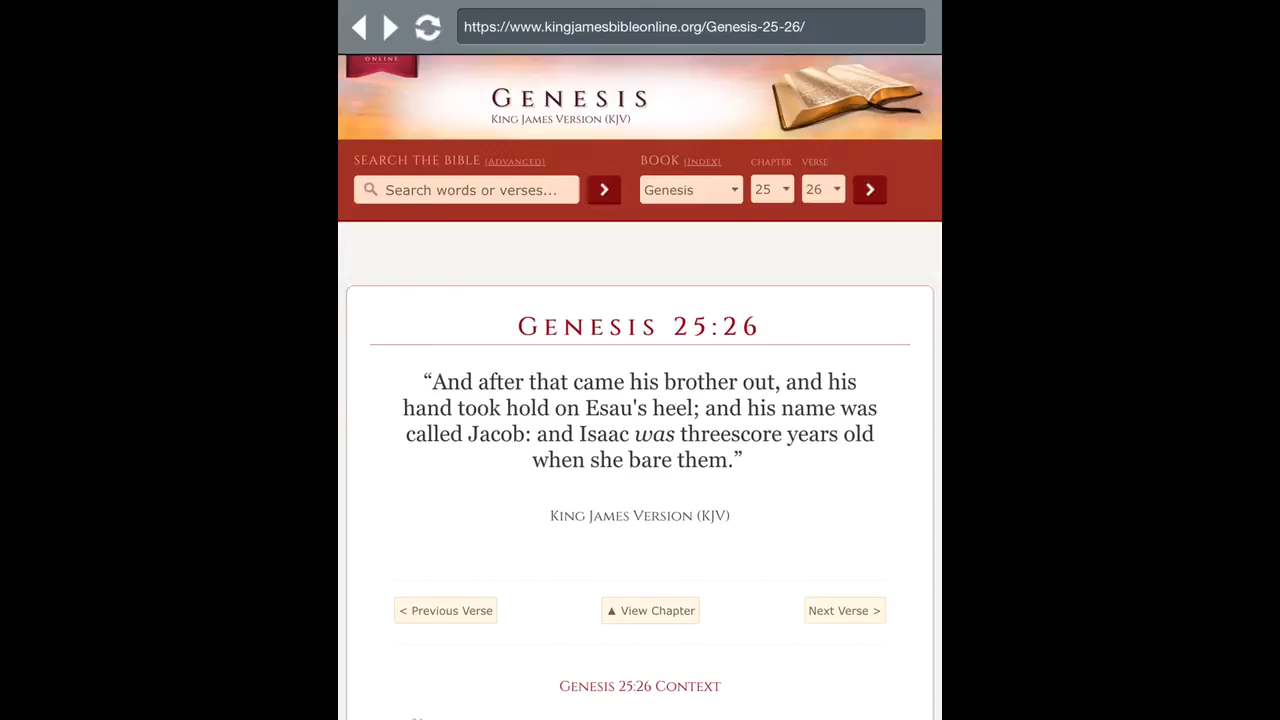 https://www.kingjamesbibleonline.org/Genesis-25-26/
ONLINE
GENESIS
KING JAMES VERSION (KJV)
SEARCH THE BIBLE (ADVANCED)
BOOK (INDEX) CHAPTER VERSE
Search words or verses...
Genesis 25 26
GENESIS 25:26
“And after that came his brother out, and his
hand took hold on Esau's heel; and his name was
called Jacob: and Isaac was threescore years old
when she bare them.”
KING JAMES VERSION (KJV)
< Previous Verse ▲ View Chapter Next Verse >
GENESIS 25:26 CONTEXT